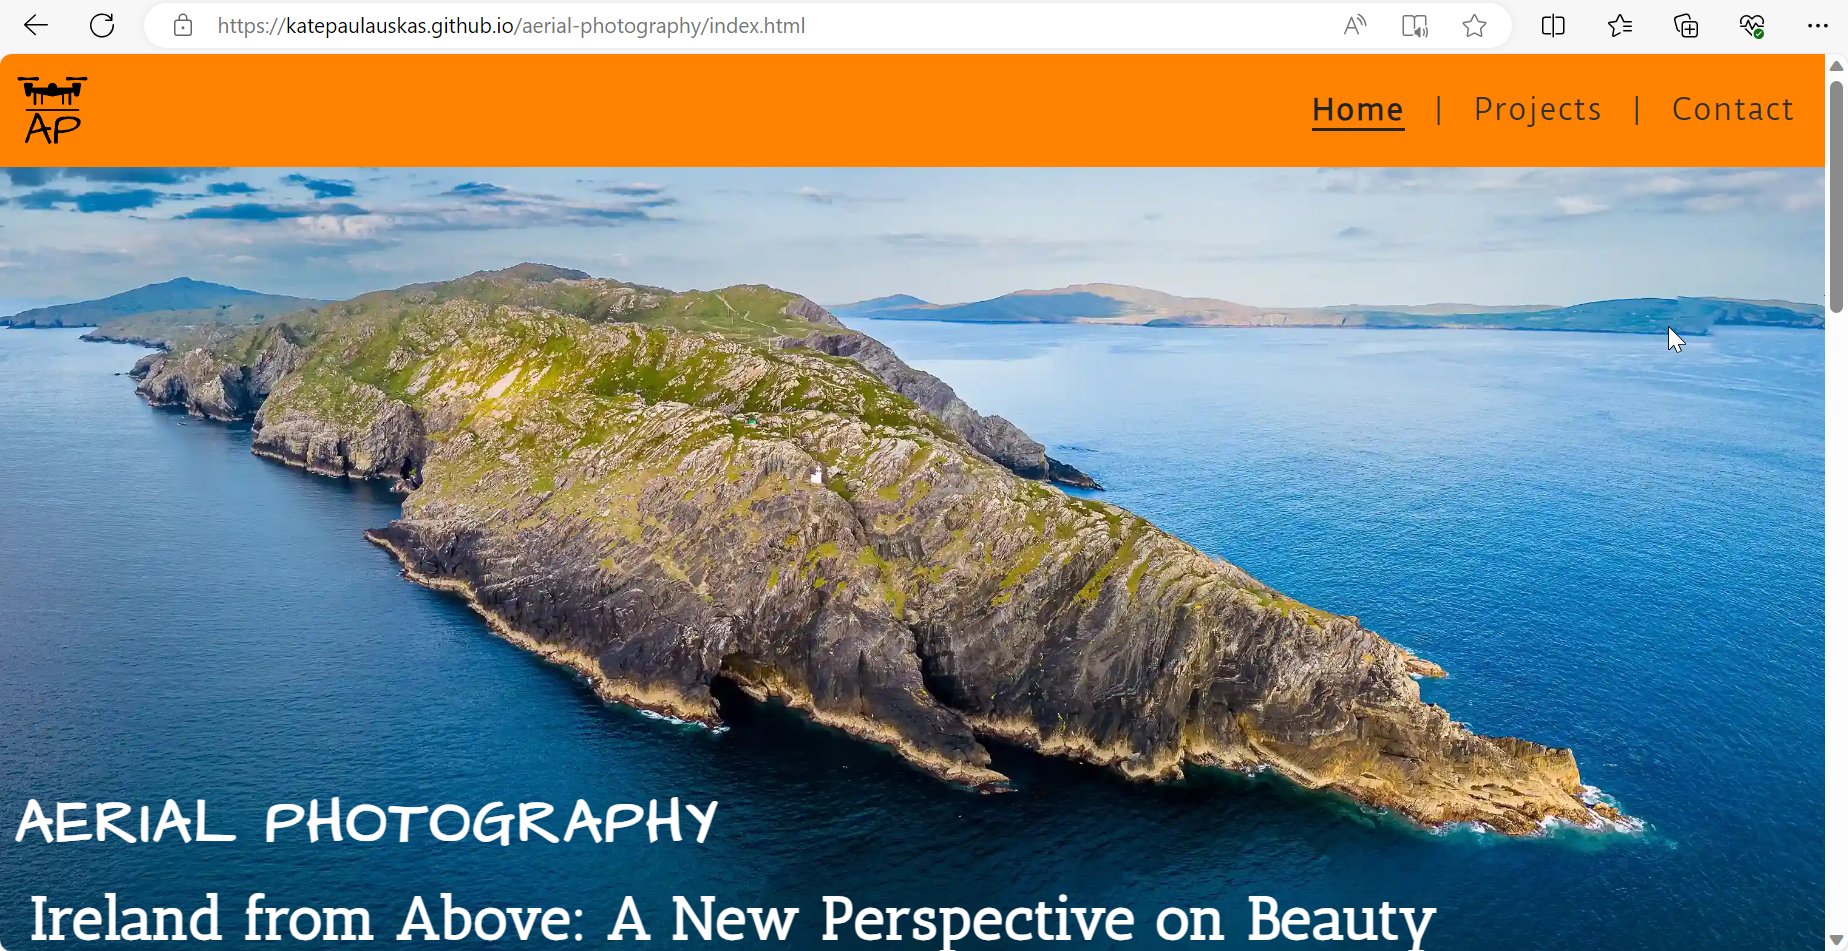 https://katepaulauskas.github.io/aerial-photography/index.html
AP
Home | Projects | Contact
AERIAL PHOTOGRAPHY
Ireland from Above: A New Perspective on Beauty